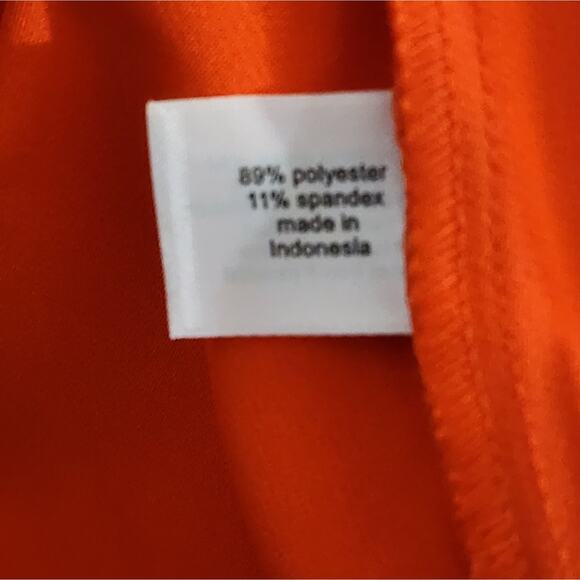 89% polyester
11% spandex
made in
Indonesia